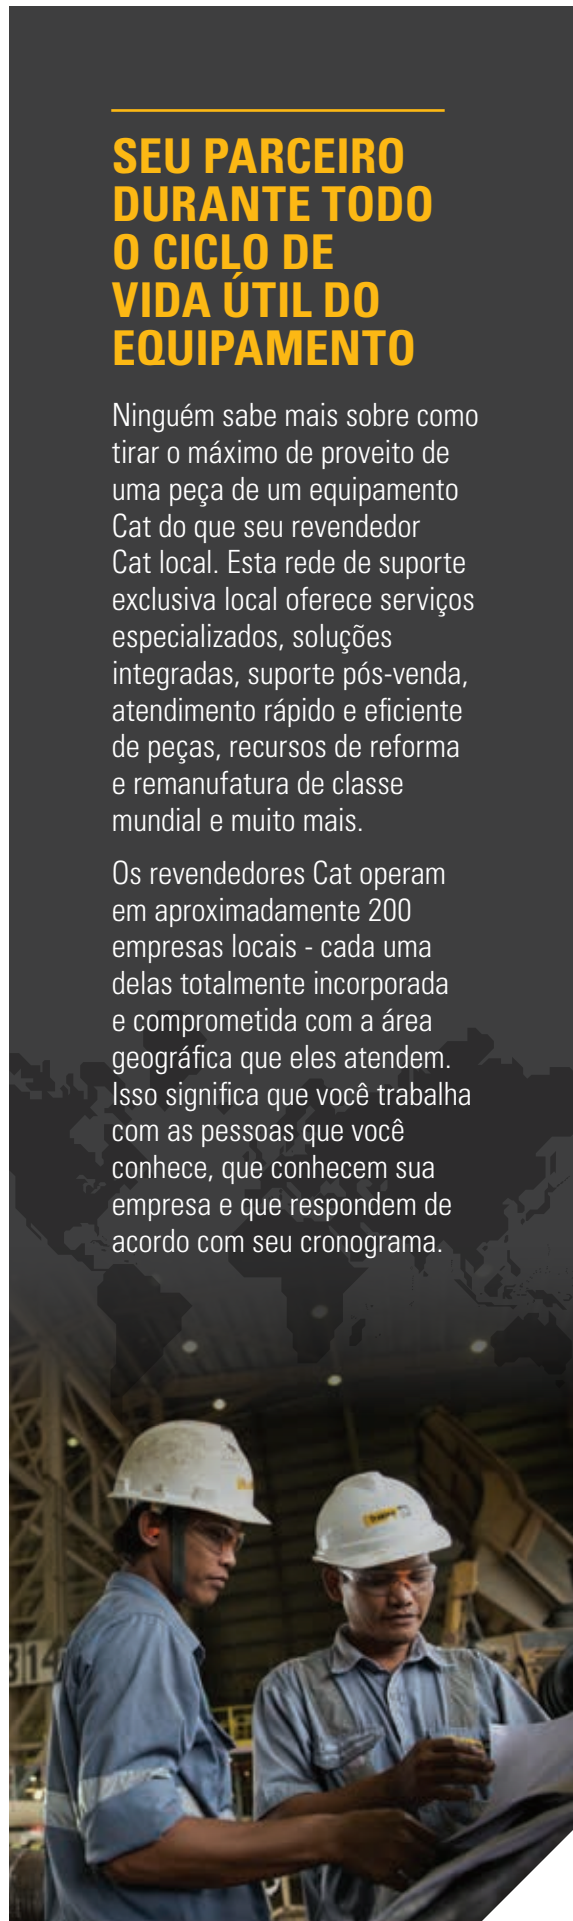 SEU PARCEIRO
DURANTE TODO
O CICLO DE
VIDA ÚTIL DO
EQUIPAMENTO
Ninguém sabe mais sobre como
tirar o máximo de proveito de
uma peça de um equipamento
Cat do que seu revendedor
Cat local. Esta rede de suporte
exclusiva local oferece serviços
especializados, soluções
integradas, suporte pós-venda,
atendimento rápido e eficiente
de peças, recursos de reforma
e remanufatura de classe
mundial e muito mais.
Os revendedores Cat operam
em aproximadamente 200
empresas locais - cada uma
delas totalmente incorporada
e comprometida com a área
geográfica que eles atendem.
Isso significa que você trabalha
com as pessoas que você
conhece, que conhecem sua
empresa e que respondem de
acordo com seu cronograma.
314